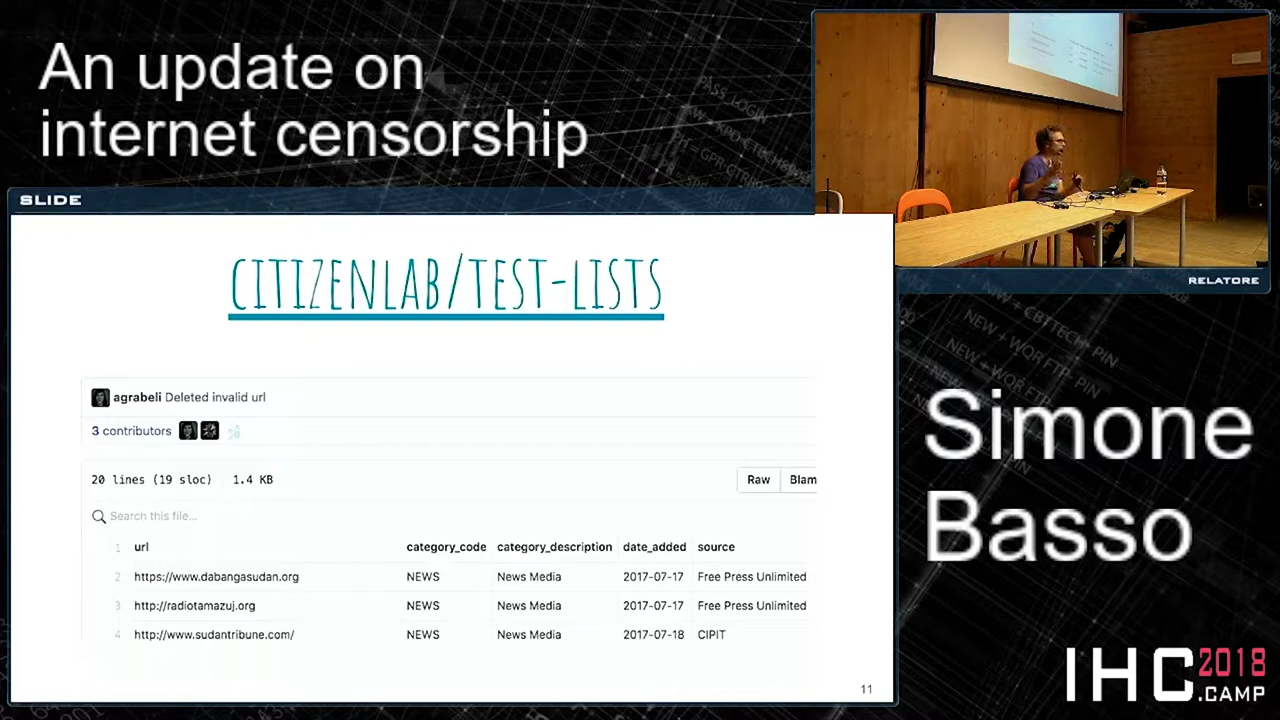 An update on
internet censorship
SLIDE
CITIZENLAB/TEST-LISTS
agrabeli Deleted invalid url
3 contributors
20 lines (19 sloc) 1.4 KB
Raw Blam
Search this file...
1 url category_code category_description date_added source
2 https://www.dabangasudan.org NEWS News Media 2017-07-17 Free Press Unlimited
3 http://radiotamazuj.org NEWS News Media 2017-07-17 Free Press Unlimited
4 http://www.sudantribune.com/ NEWS News Media 2017-07-18 CIPIT
11
RELATORE
Simone
Basso
IHC 2018
.CAMP